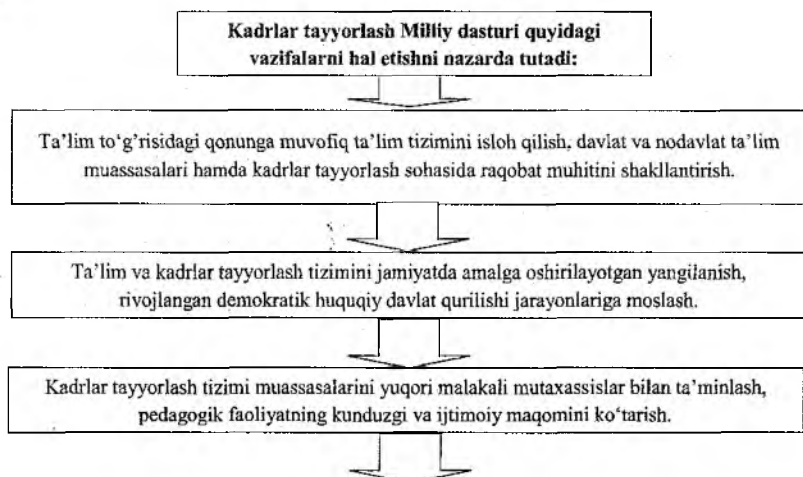 Kadrlar tayyorlash Milliy dasturi quyidagi
vazifalarni hal etishni nazarda tutadi:
Ta’lim to‘g‘risidagi qonunga muvofiq ta’lim tizimini isloh qilish, davlat va nodavlat ta’lim
muassasalari hamda kadrlar tayyorlash sohasida raqobat muhitini shakllantirish.
Ta’lim va kadrlar tayyorlash tizimini jamiyatda amalga oshirilayotgan yangilanish,
rivojlangan demokratik huquqiy davlat qurilishi jarayonlariga moslash.
Kadrlar tayyorlash tizimi muassasalarini yuqori malakali mutaxassislar bilan ta’minlash,
pedagogik faoliyatning kunduzgi va ijtimoiy maqomini ko‘tarish.